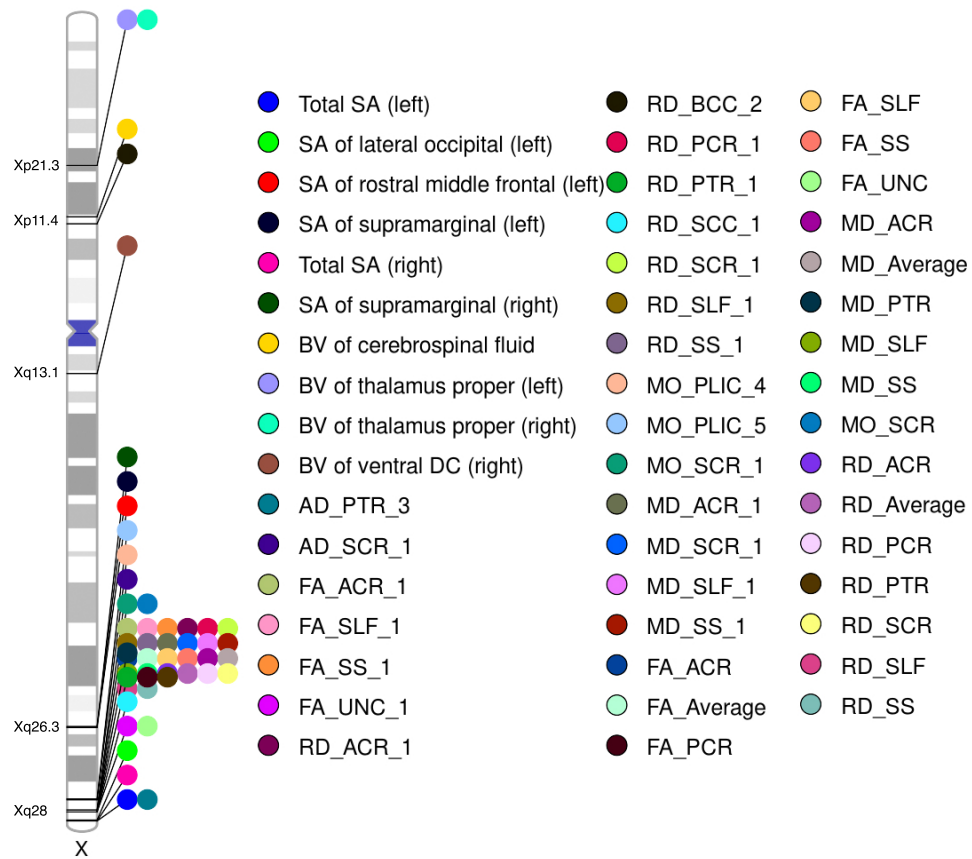 Xp21.3
Xp11.4
Xq13.1
Xq26.3
Xq28
X
Total SA (left)
SA of lateral occipital (left)
SA of rostral middle frontal (left)
SA of supramarginal (left)
Total SA (right)
SA of supramarginal (right)
BV of cerebrospinal fluid
BV of thalamus proper (left)
BV of thalamus proper (right)
BV of ventral DC (right)
AD_PTR_3
AD_SCR_1
FA_ACR_1
FA_SLF_1
FA_SS_1
FA_UNC_1
RD_ACR_1
RD_BCC_2
RD_PCR_1
RD_PTR_1
RD_SCC_1
RD_SCR_1
RD_SLF_1
RD_SS_1
MO_PLIC_4
MO_PLIC_5
MO_SCR_1
MD_ACR_1
MD_SCR_1
MD_SLF_1
MD_SS_1
FA_ACR
FA_Average
FA_PCR
FA_SLF
FA_SS
FA_UNC
MD_ACR
MD_Average
MD_PTR
MD_SLF
MD_SS
MO_SCR
RD_ACR
RD_Average
RD_PCR
RD_PTR
RD_SCR
RD_SLF
RD_SS